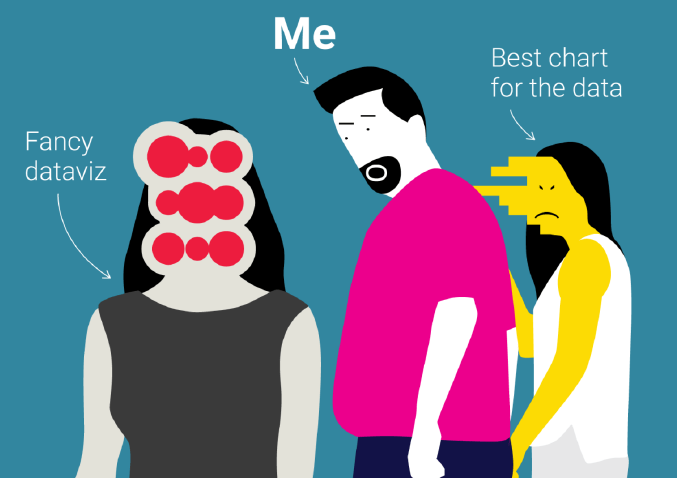 Me
Best chart
for the data
Fancy
dataviz